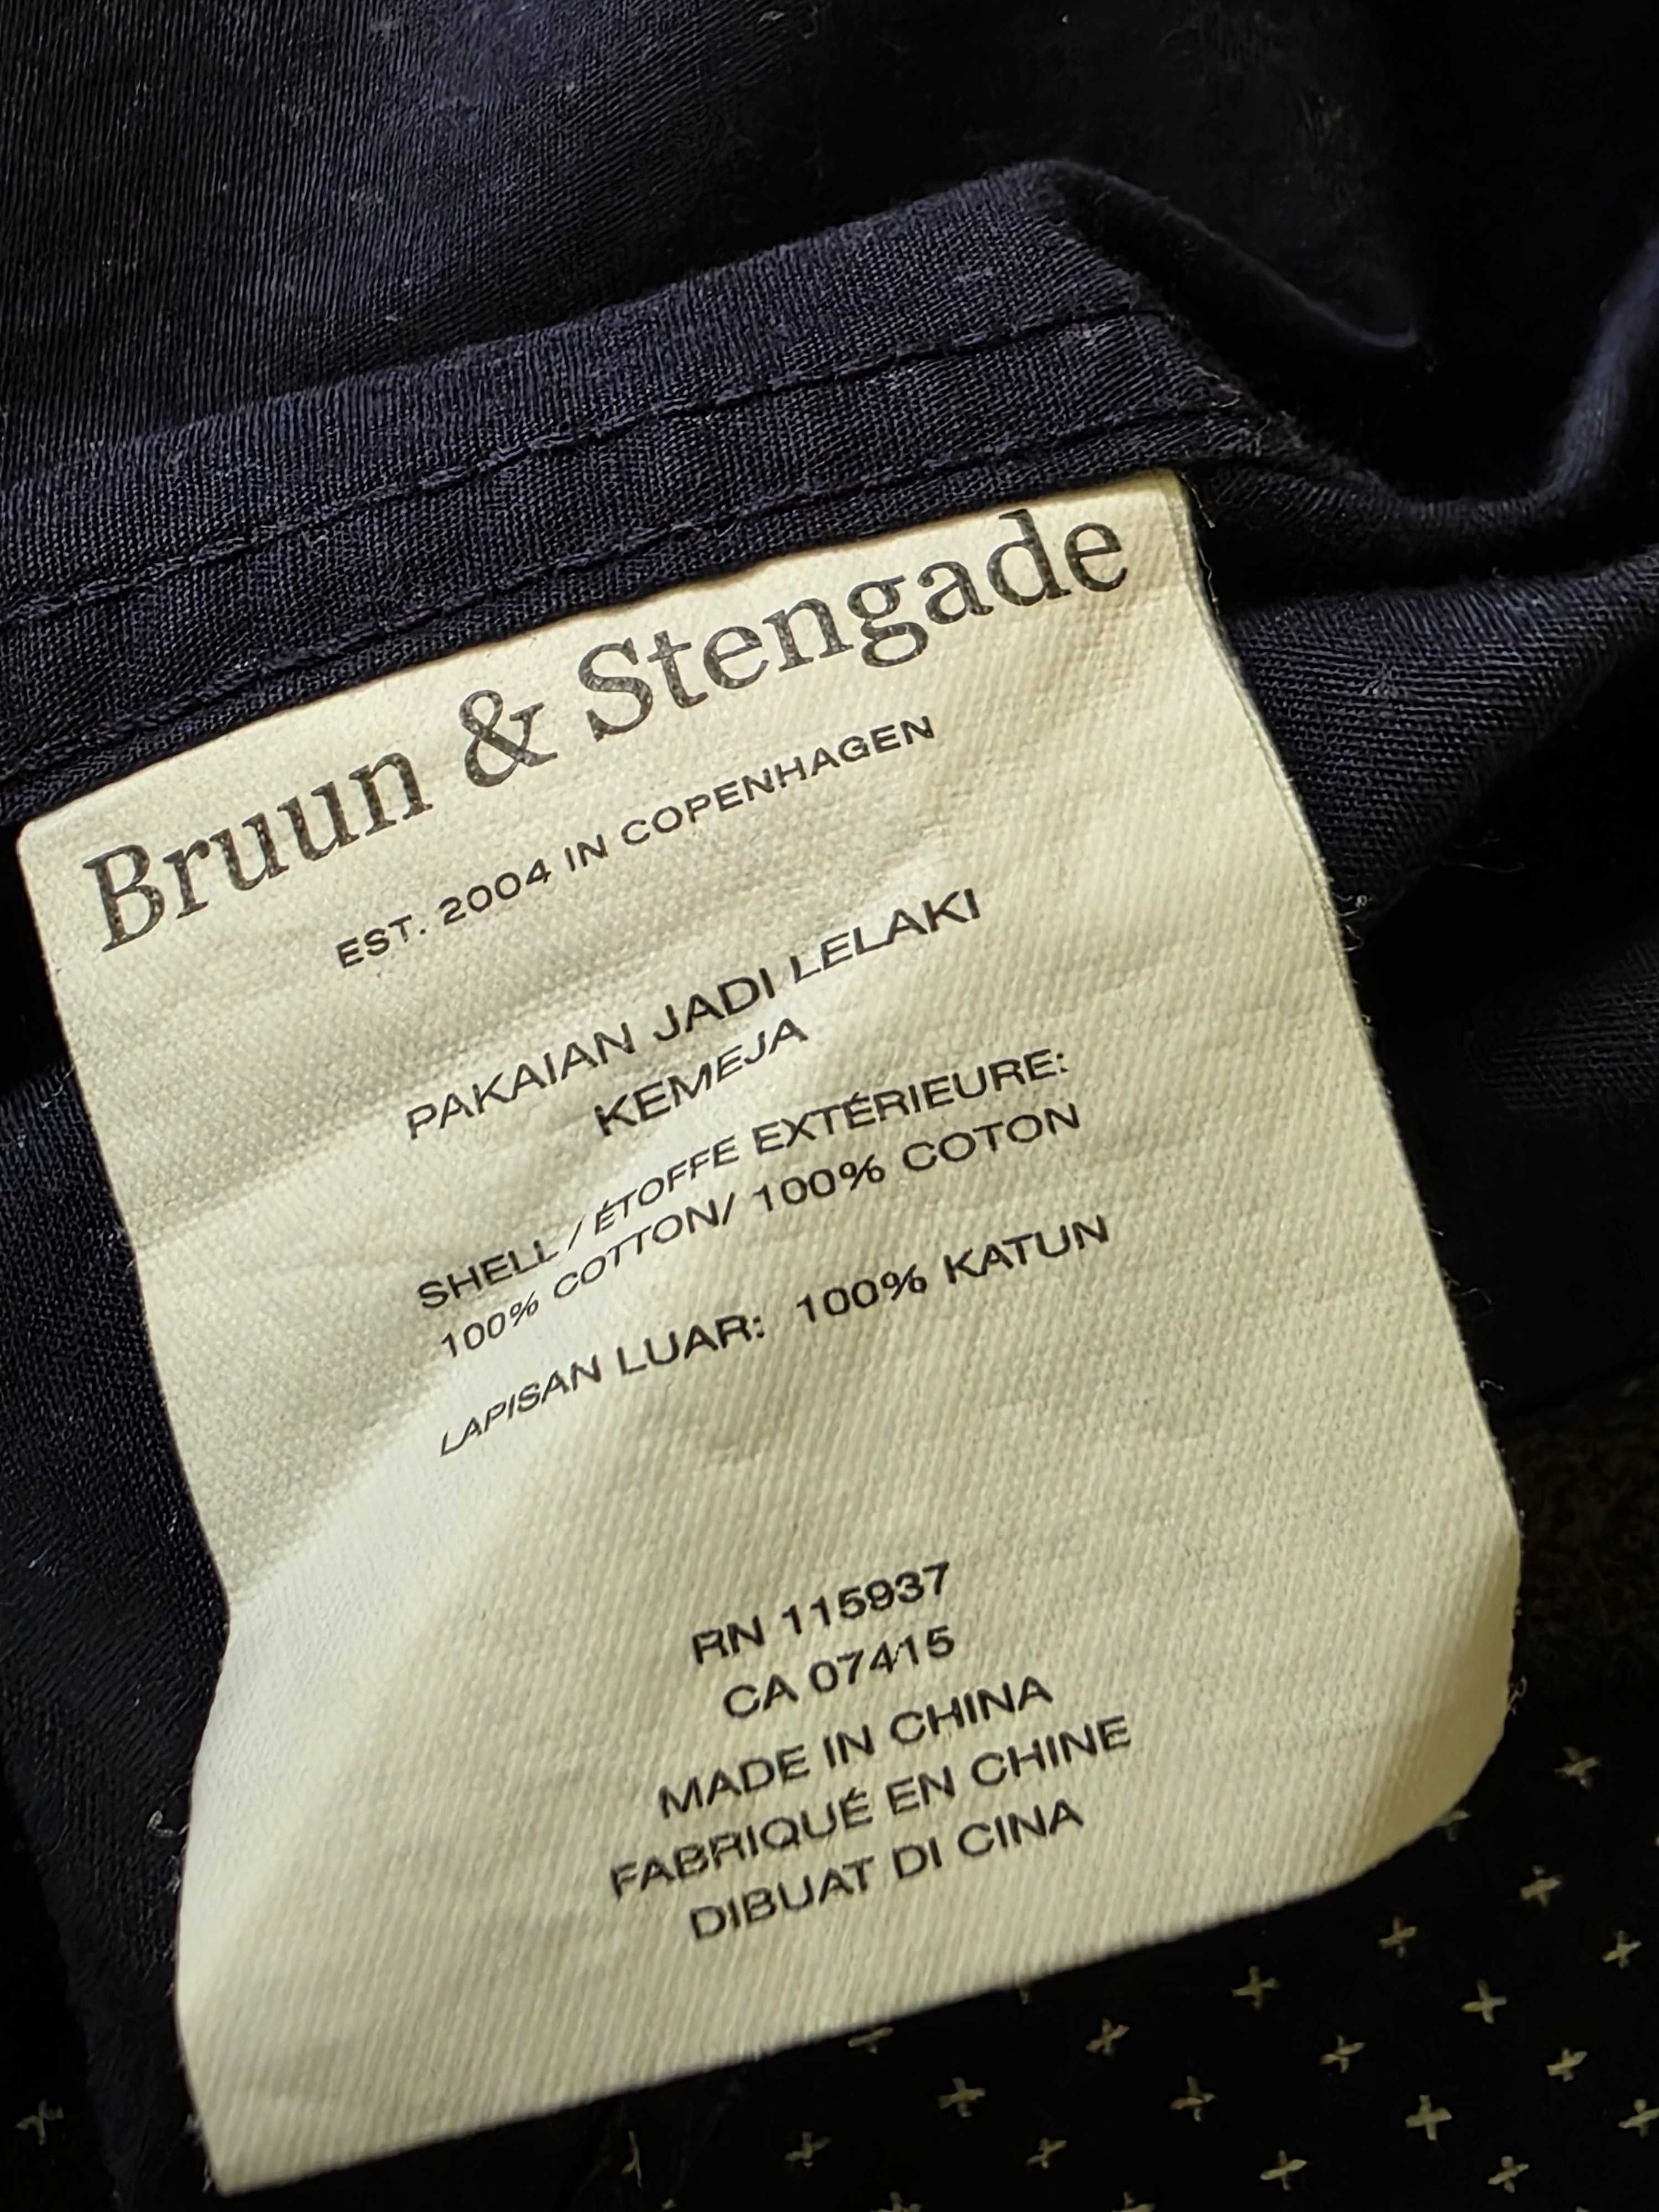 Bruun & Stengade
EST. 2004 IN COPENHAGEN
PAKAIAN JADI LELAKI
KEMEJA
SHELL / ÉTOFFE EXTÉRIEURE:
100% COTTON/ 100% COTON
LAPISAN LUAR: 100% KATUN
RN 115937
CA 07415
MADE IN CHINA
FABRIQUÉ EN CHINE
DIBUAT DI CINA